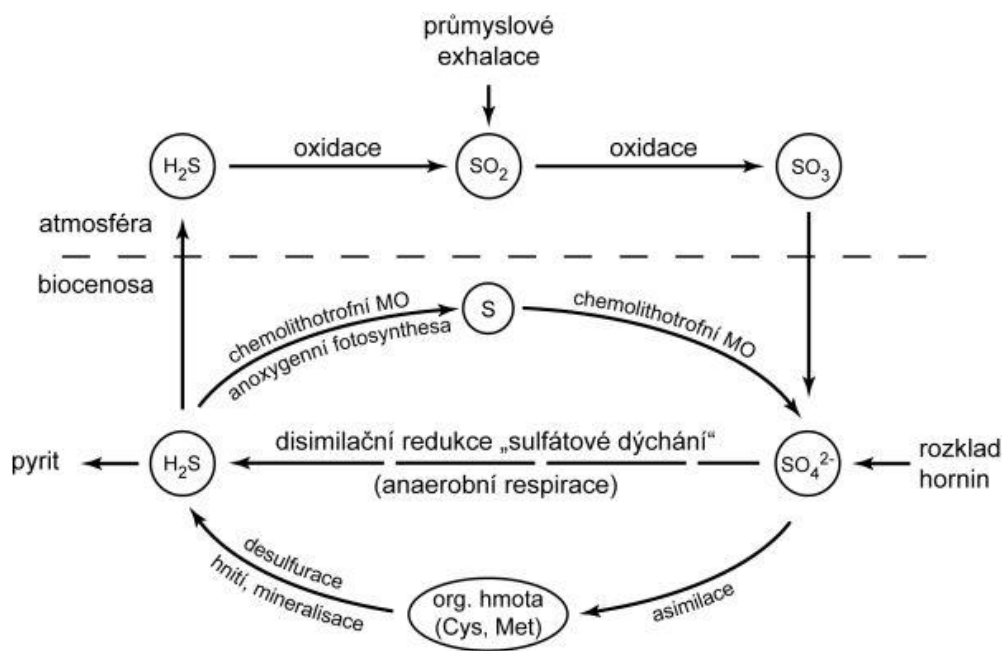 průmyslové
exhalace
H₂S
oxidace
SO₂
oxidace
SO₃
atmosféra
biocenosa
chemolithotrofní MO
anoxygenní fotosynthesa
S
chemolithotrofní MO
pyrit
H₂S
disimilační redukce „sulfátové dýchání“
(anaerobní respirace)
SO₄²⁻
rozklad
hornin
desulfurace
hnití, mineralisace
org. hmota
(Cys, Met)
asimilace